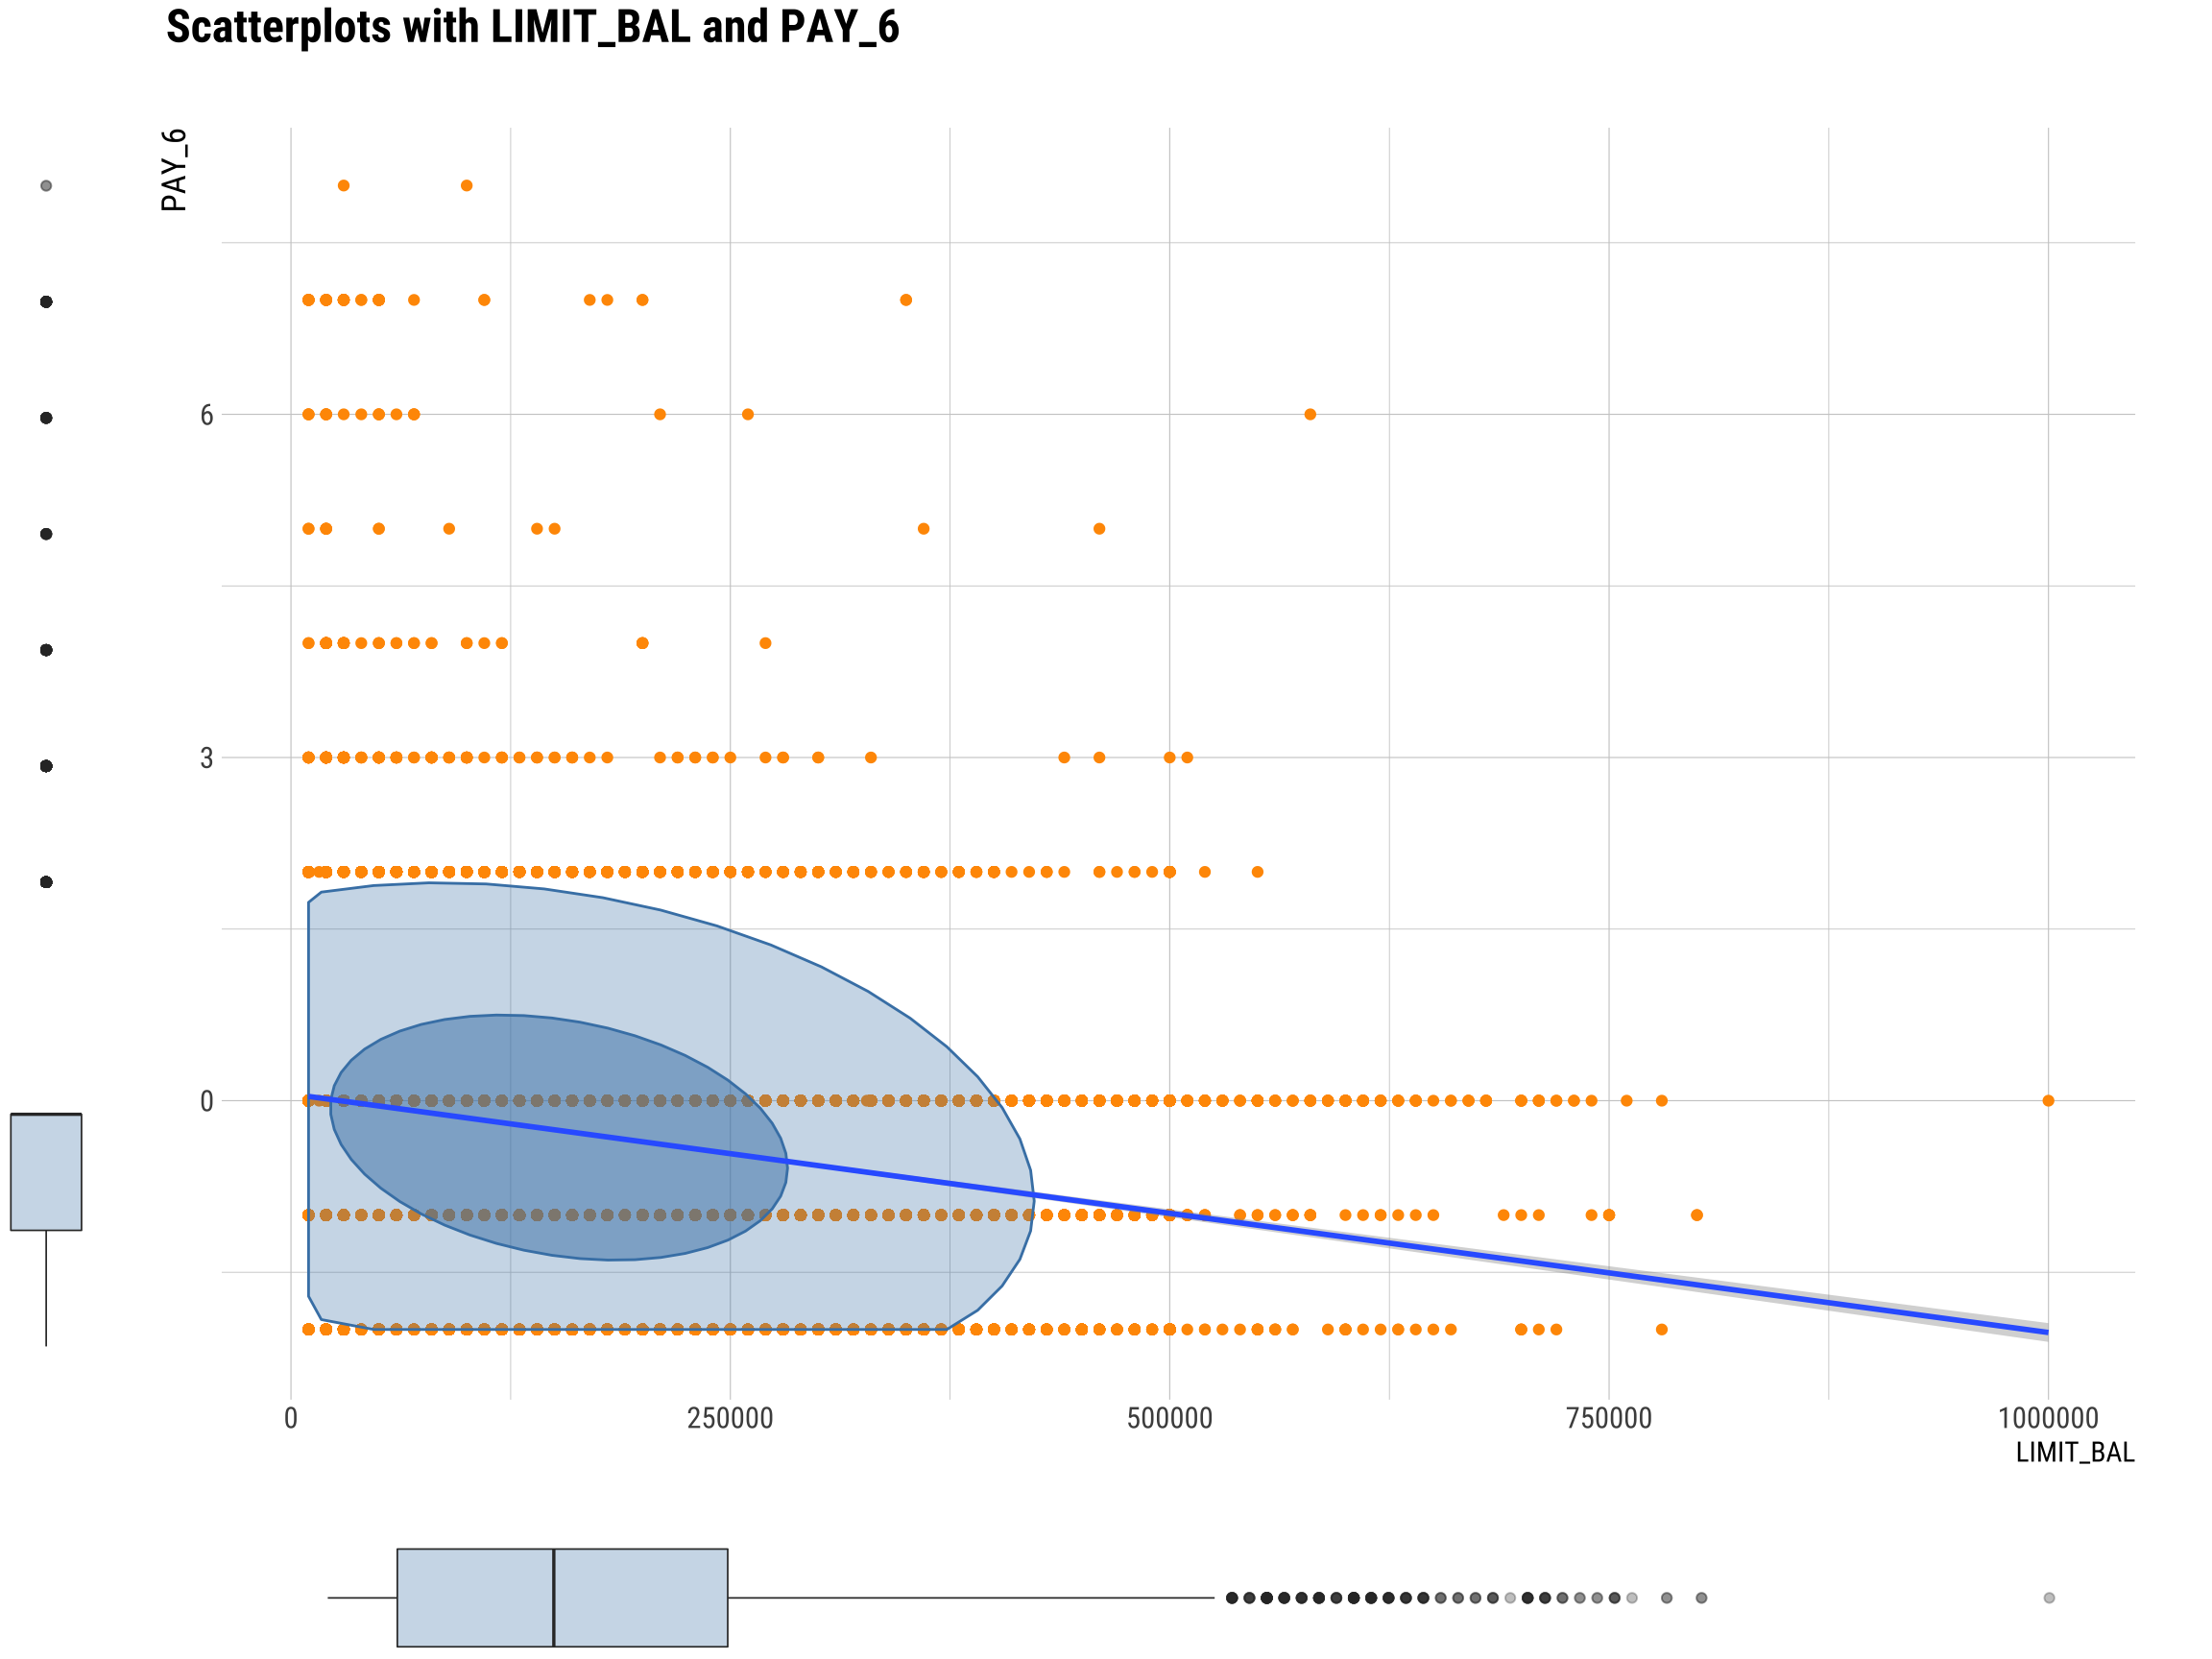 Scatterplots with LIMIT_BAL and PAY_6
PAY_6
6
3
0
0 250000 500000 750000 1000000
LIMIT_BAL